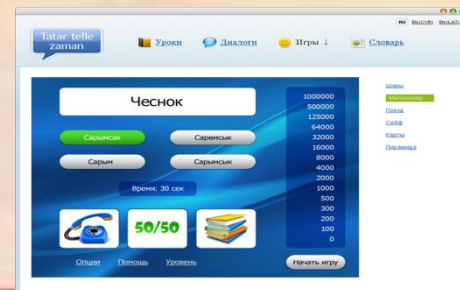 RU
Tatar telle
zaman
Уроки
Диалоги
Игры ↓
Словарь
Чеснок
Сарымсак
Сарвмсык
Сарым
Сарымсык
Время: 30 сек
50/50
Опции
Помощь
Уровень
1000000
500000
125000
64000
32000
16000
8000
4000
2000
1000
500
300
200
100
0
Начать игру
Шары
Миллионер
Поезд
Сейф
Карты
Пирамида